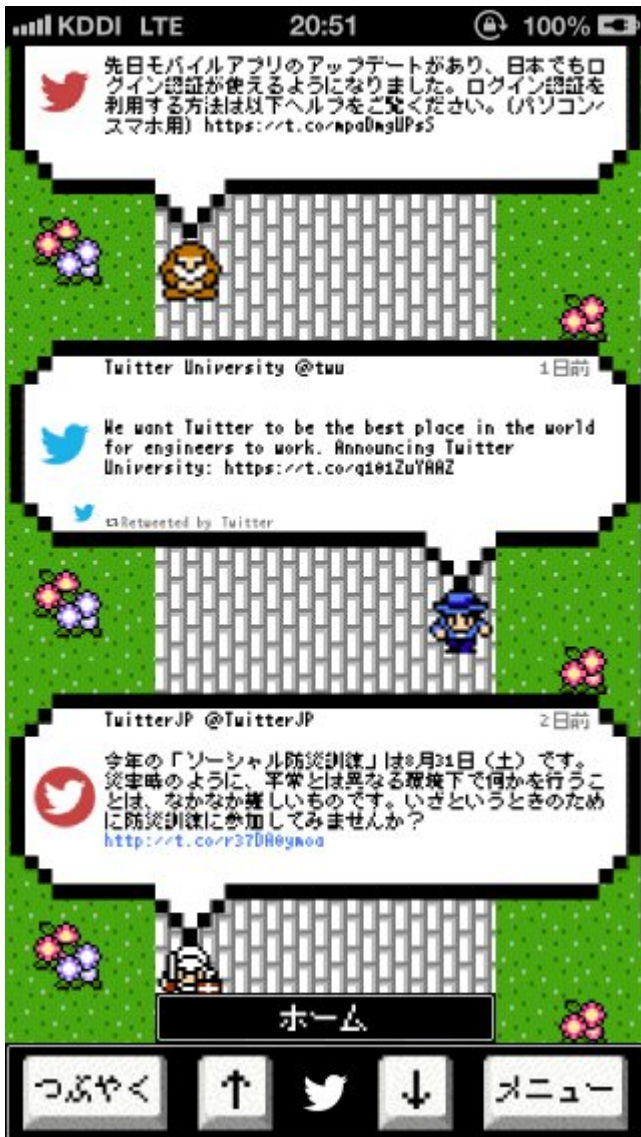 KDDI LTE 20:51 100%
先日モバイルアプリのアップデートがあり、日本でもロ
グイン認証が使えるようになりました。ログイン認証を
利用する方法は以下ヘルプをご覧ください。(パソコン/
スマホ用)
Twitter University @twu 1日前
We want Twitter to be the best place in the world
for engineers to work. Announcing Twitter
University:
Retweeted by Twitter
TwitterJP @TwitterJP 2日前
今年の「ソーシャル防災訓練」は8月31日（土）です。
災害時のように、平常とは異なる環境下で何かを行うこ
とは、なかなか難しいものです。いざというときのため
に防災訓練に参加してみませんか？
ホーム
つぶやく ↑ ↓ メニュー